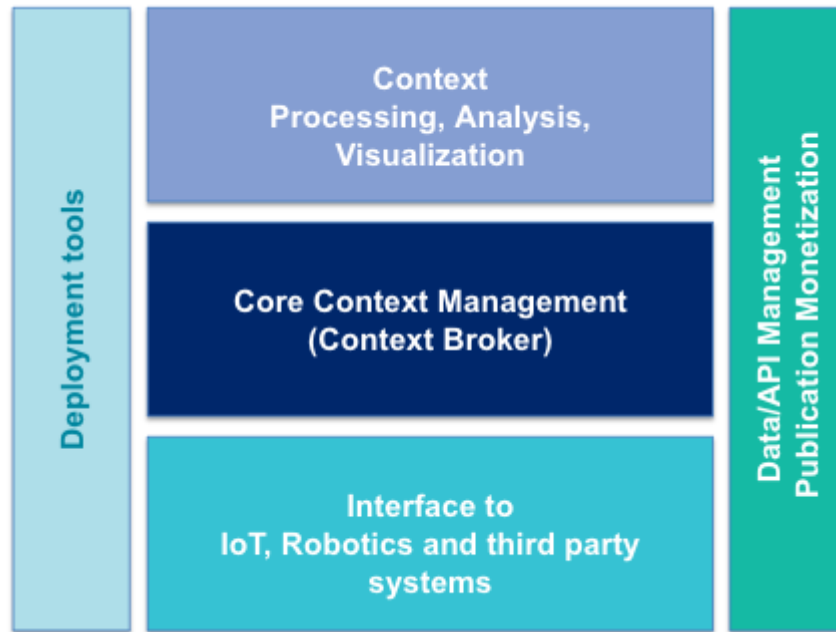 Deployment tools
Context
Processing, Analysis,
Visualization
Core Context Management
(Context Broker)
Interface to
IoT, Robotics and third party
systems
Data/API Management
Publication Monetization